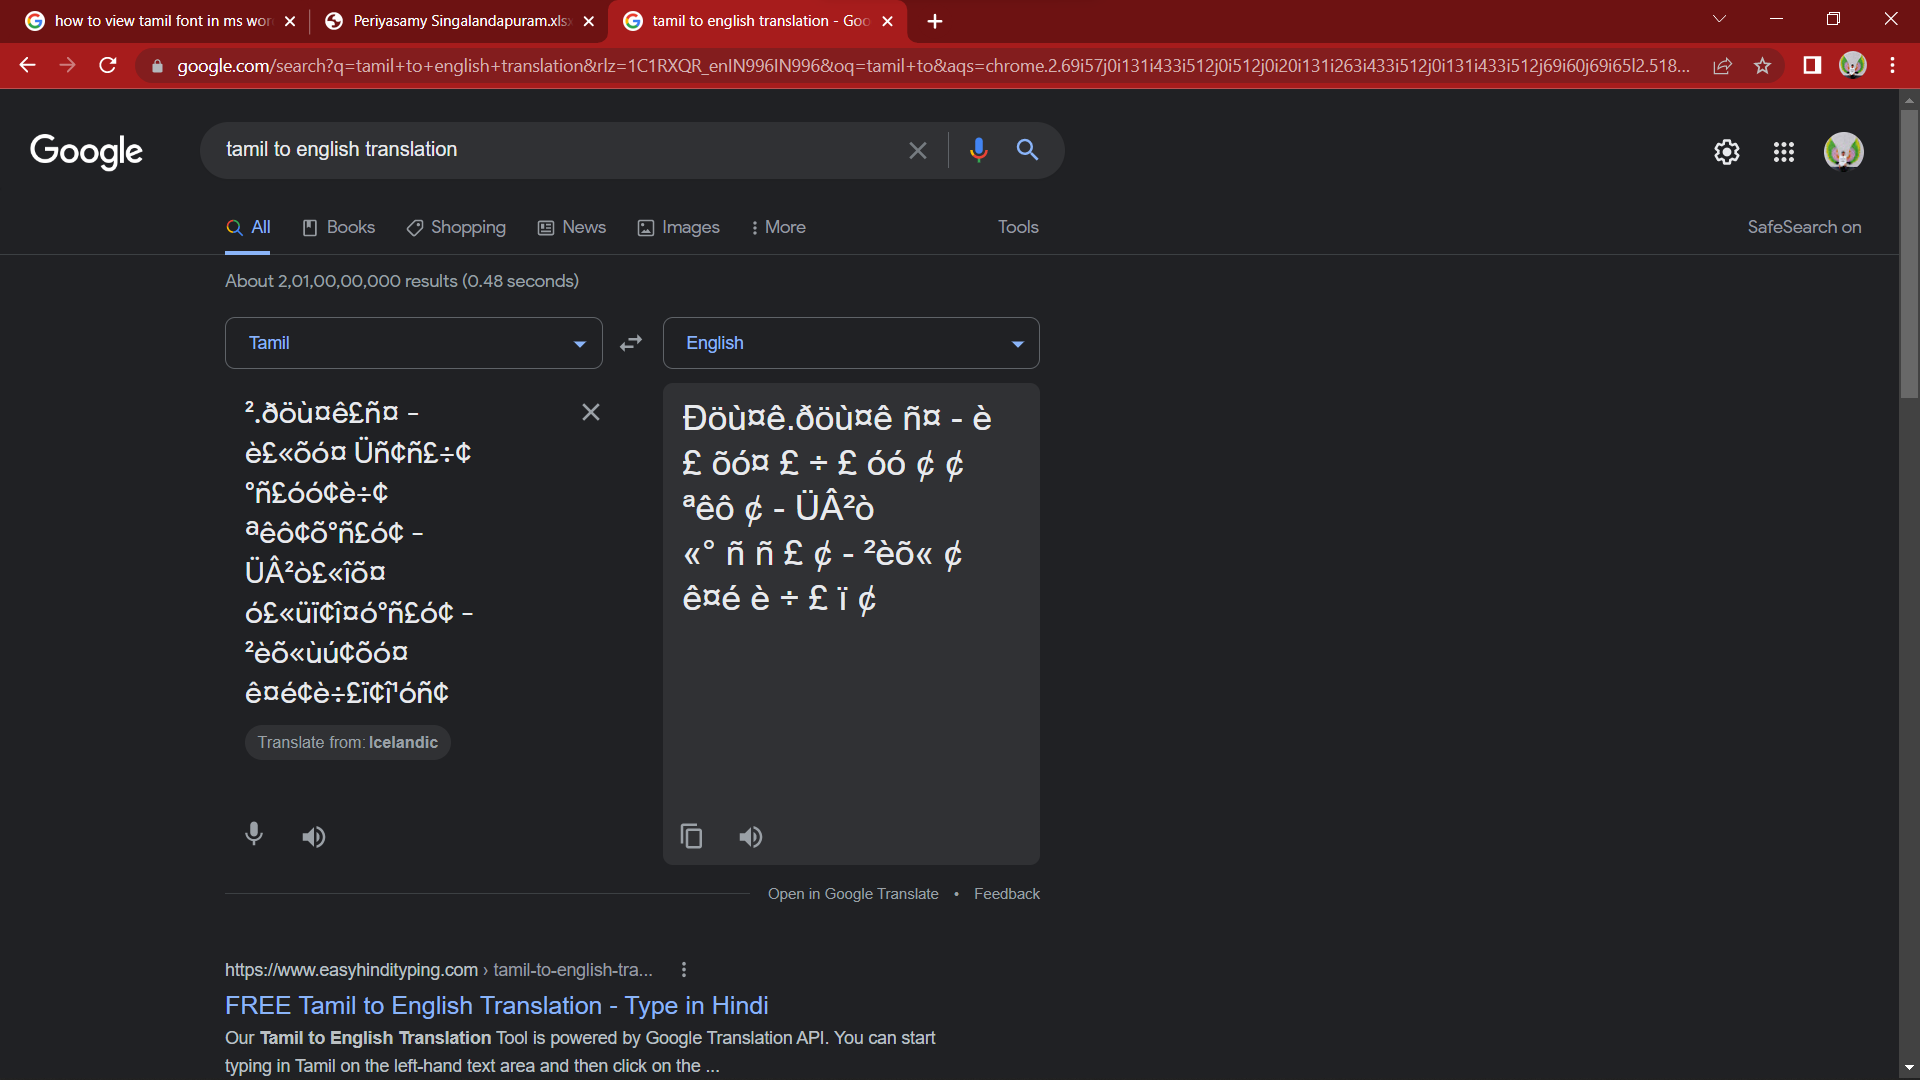 how to view tamil font in ms wor
Periyasamy Singalandapuram.xlsx
tamil to english translation - Goo
google.com/search?q=tamil+to+english+translation&rlz=1C1RXQR_enIN996IN996&oq=tamil+to&aqs=chrome.2.69i57j0i131i433i512j0i512j0i20i131i263i433i512j0i131i433i512j69i60j69i65l2.518...
Google
tamil to english translation
All
Books
Shopping
News
Images
More
Tools
SafeSearch on
About 2,01,00,00,000 results (0.48 seconds)
Tamil
English
².ðöù¤ê£ñ¤ -
è£«õó¤ Üñ¢ñ£÷¢
°ñ£óó¢è÷¢
ªêô¢õ°ñ£ó¢ -
ÜÂ²ò£«îõ¤
ó£«üï¢î¤ó°ñ£ó¢ -
²èõ«ùú¢õó¤
ê¤é¢è÷£ï¢î¹óñ¢
Translate from: Icelandic
Ðöù¤ê.ðöù¤ê ñ¤ - è
£ õó¤ £ ÷ £ óó ¢ ¢
ªêô ¢ - ÜÂ²ò
«° ñ ñ £ ¢ - ²èõ« ¢
ê¤é è ÷ £ ï ¢
Open in Google Translate • Feedback
https://www.easyhindityping.com › tamil-to-english-tra...
FREE Tamil to English Translation - Type in Hindi
Our Tamil to English Translation Tool is powered by Google Translation API. You can start
typing in Tamil on the left-hand text area and then click on the ...